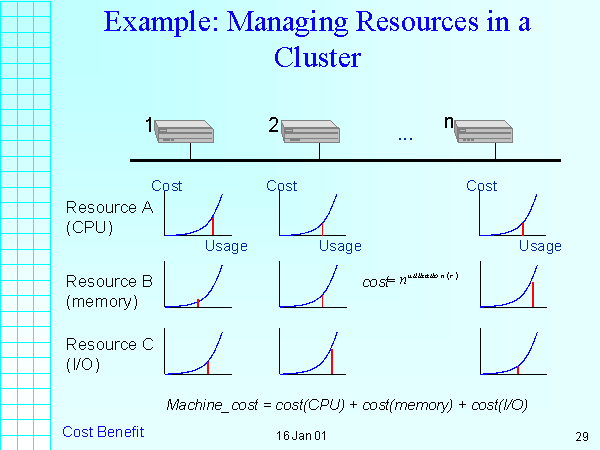 Example: Managing Resources in a
Cluster
1 2 ... n
Cost Cost Cost
Resource A
(CPU)
Usage Usage Usage
Resource B
(memory)
cost= n^utilization (r)
Resource C
(I/O)
Machine_cost = cost(CPU) + cost(memory) + cost(I/O)
Cost Benefit 16 Jan 01 29